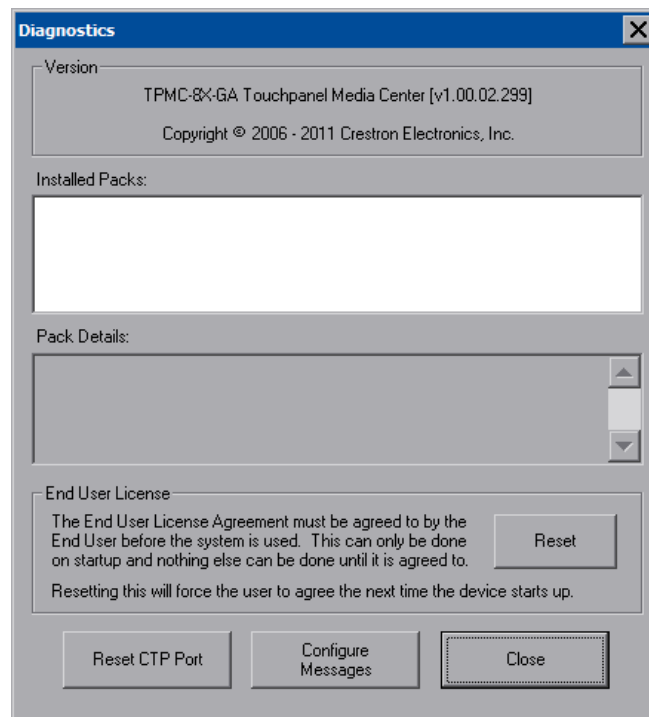 Diagnostics
Version
TPMC-8X-GA Touchpanel Media Center [v1.00.02.299]
Copyright © 2006 - 2011 Crestron Electronics, Inc.
Installed Packs:
Pack Details:
End User License
The End User License Agreement must be agreed to by the
End User before the system is used.  This can only be done
on startup and nothing else can be done until it is agreed to.
Reset
Resetting this will force the user to agree the next time the device starts up.
Reset CTP Port
Configure
Messages
Close